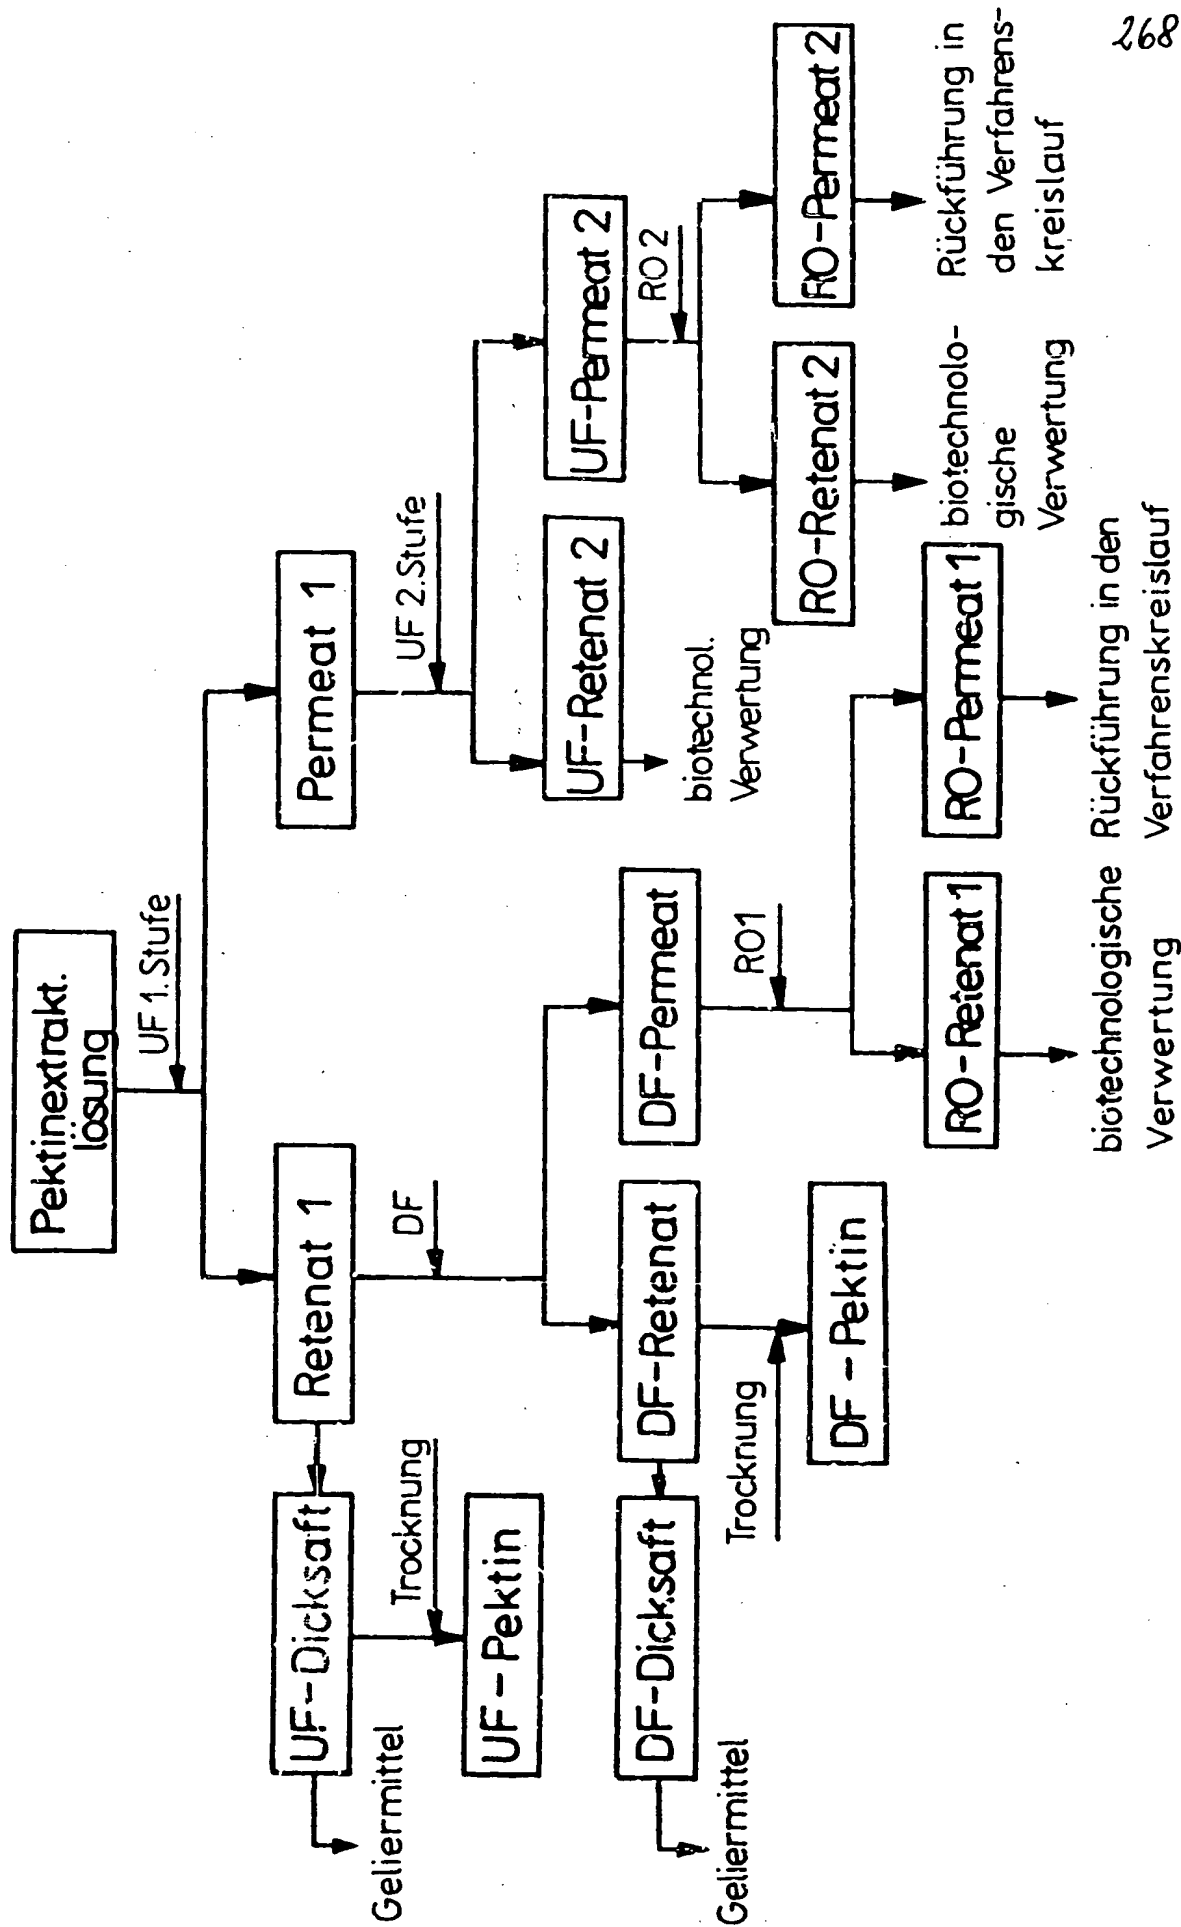 268
Pektinextrakt.
lösung
UF 1. Stufe
Retenat 1
Permeat 1
UF-Dicksaft
Geliermittel
Trocknung
UF-Pektin
DF
UF 2. Stufe
DF-Retenat
DF-Permeat
UF-Retenat 2
UF-Permeat 2
DF-Dicksaft
Geliermittel
Trocknung
DF-Pektin
RO1
biotechnol.
Verwertung
RO 2
RO-Retenat 1
RO-Permeat 1
RO-Retenat 2
RO-Permeat 2
biotechnologische
Verwertung
Rückführung in den
Verfahrenskreislauf
biotechnolo-
gische
Verwertung
Rückführung in
den Verfahrens-
kreislauf